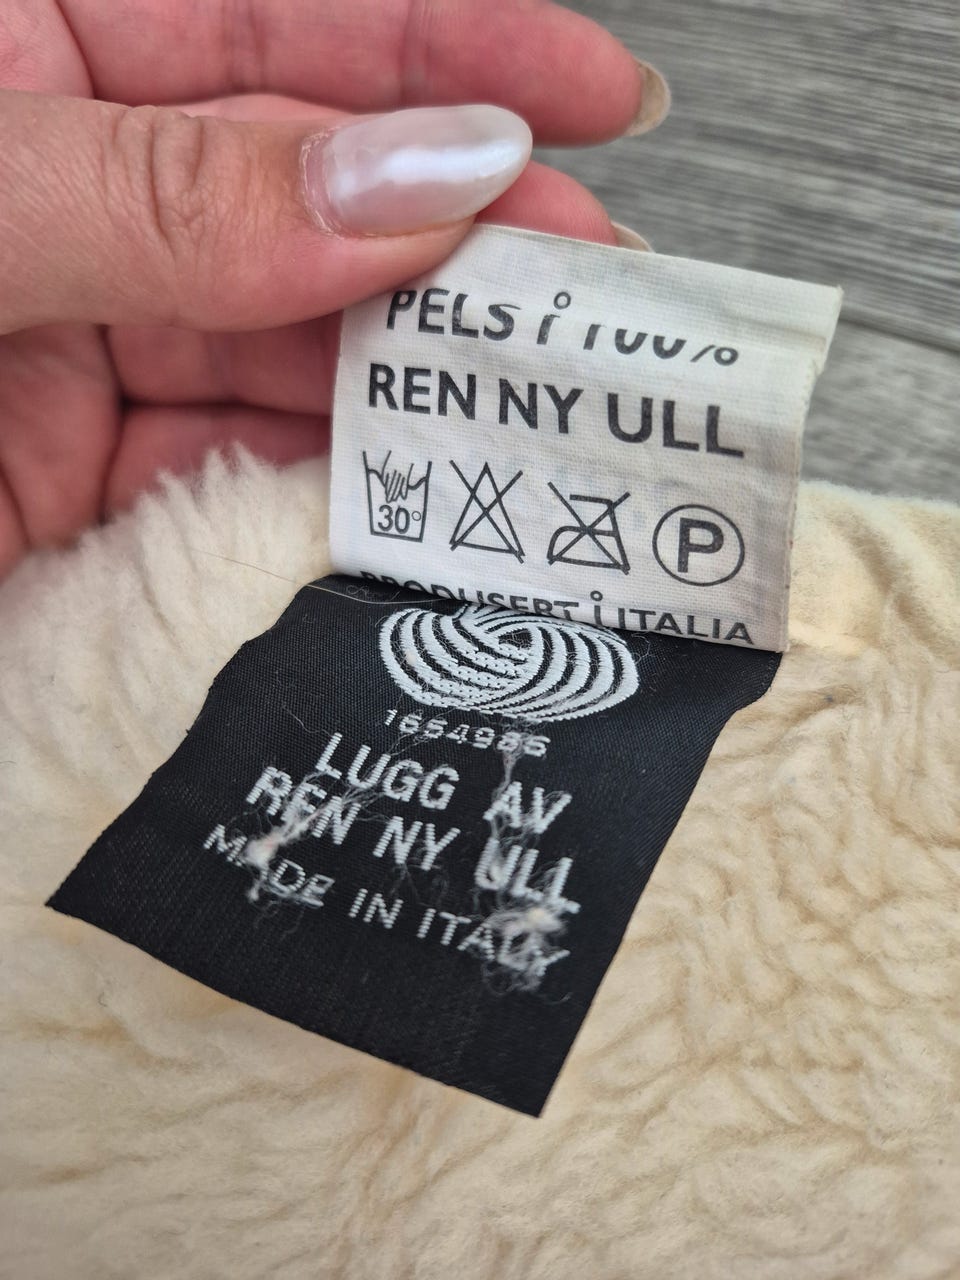 PELS i 100%
REN NY ULL
30°
P
PRODUSERT i ITALIA
1654986
LUGG AV
REN NY ULL
MADE IN ITALY